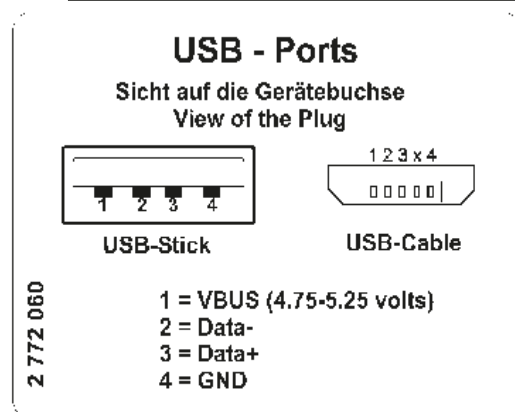 USB - Ports
Sicht auf die Gerätebuchse
View of the Plug
1 2 3 x 4
1 2 3 4
USB-Stick
USB-Cable
1 = VBUS (4.75-5.25 volts)
2 = Data-
3 = Data+
4 = GND
2 772 060